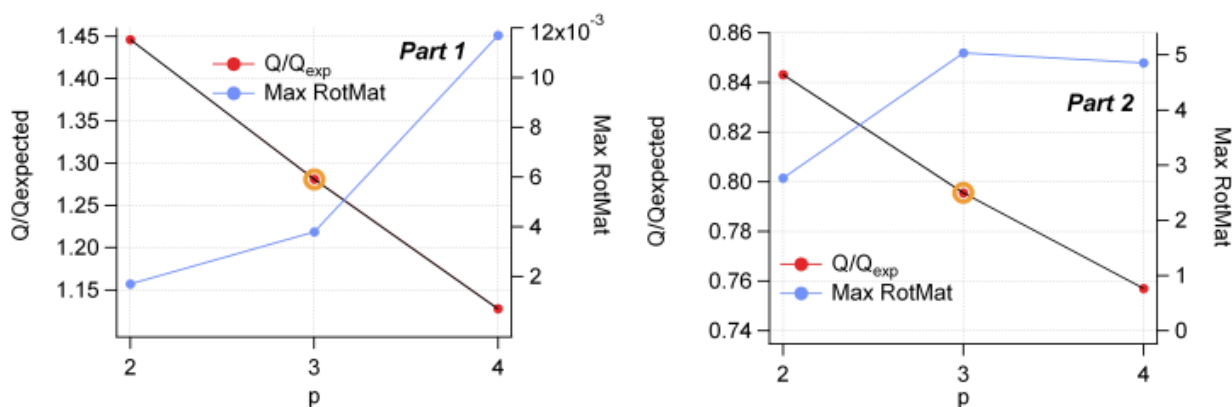 Part 1
Q/Qexp
Max RotMat
Q/Qexpected
1.45
1.40
1.35
1.30
1.25
1.20
1.15
12x10-3
10
8
6
4
2
Max RotMat
2 3 4
p
Part 2
Q/Qexp
Max RotMat
Q/Qexpected
0.86
0.84
0.82
0.80
0.78
0.76
0.74
5
4
3
2
1
0
Max RotMat
2 3 4
p